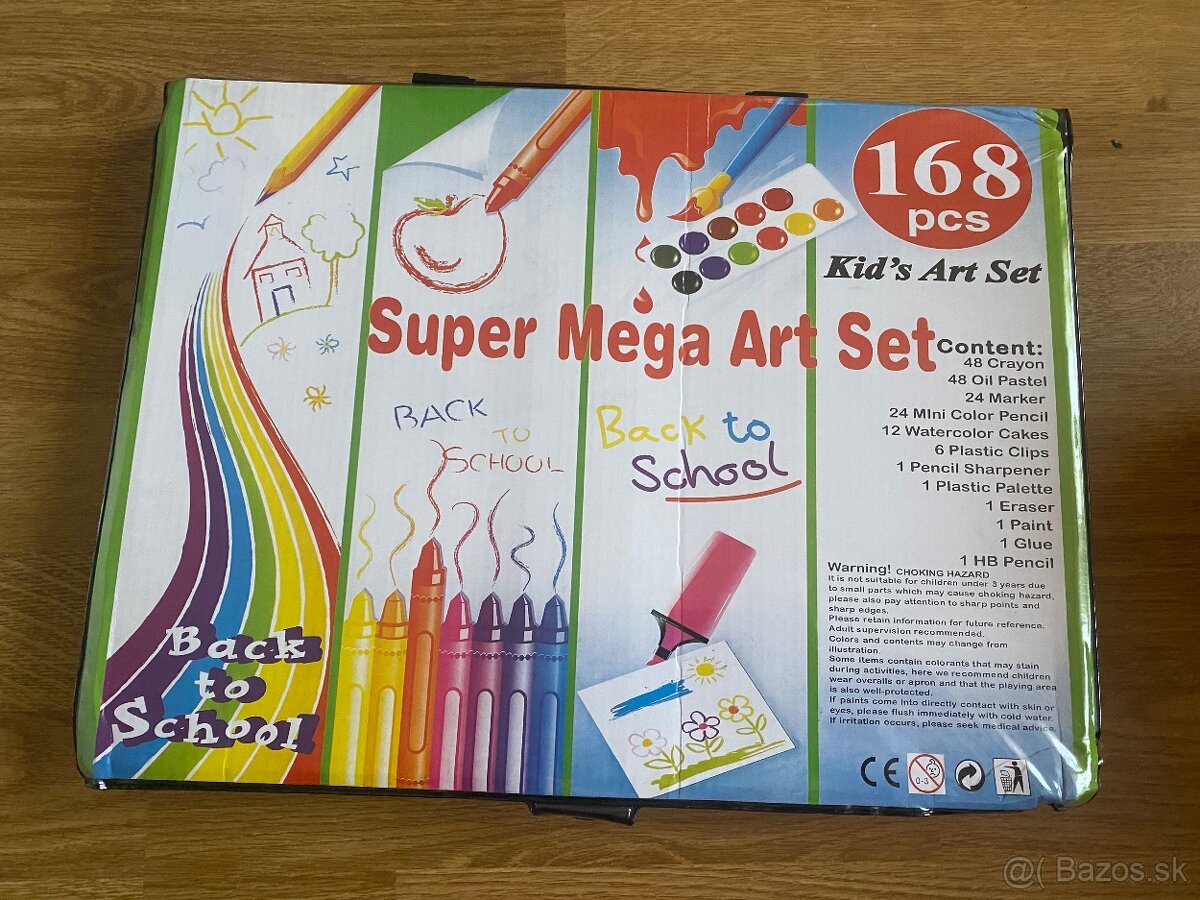 168
pcs
Kid's Art Set
Super Mega Art Set
Content:
48 Crayon
48 Oil Pastel
24 Marker
24 MIni Color Pencil
12 Watercolor Cakes
6 Plastic Clips
1 Pencil Sharpener
1 Plastic Palette
1 Eraser
1 Paint
1 Glue
1 HB Pencil
BACK
TO
SCHOOL
Back to
School
Back
to
School
Warning! CHOKING HAZARD
It is not suitable for children under 3 years due
to small parts which may cause choking hazard,
please also pay attention to sharp points and
sharp edges.
Please retain information for future reference.
Adult supervision recommended.
Colors and contents may change from
illustration.
Some items contain colorants that may stain
during activities, here we recommend children
wear overalls or apron and that the playing area
is also well-protected.
If paints come into directly contact with skin or
eyes, please flush immediately with cold water.
If irritation occurs, please seek medical advice
CE
0-3
@( Bazos.sk